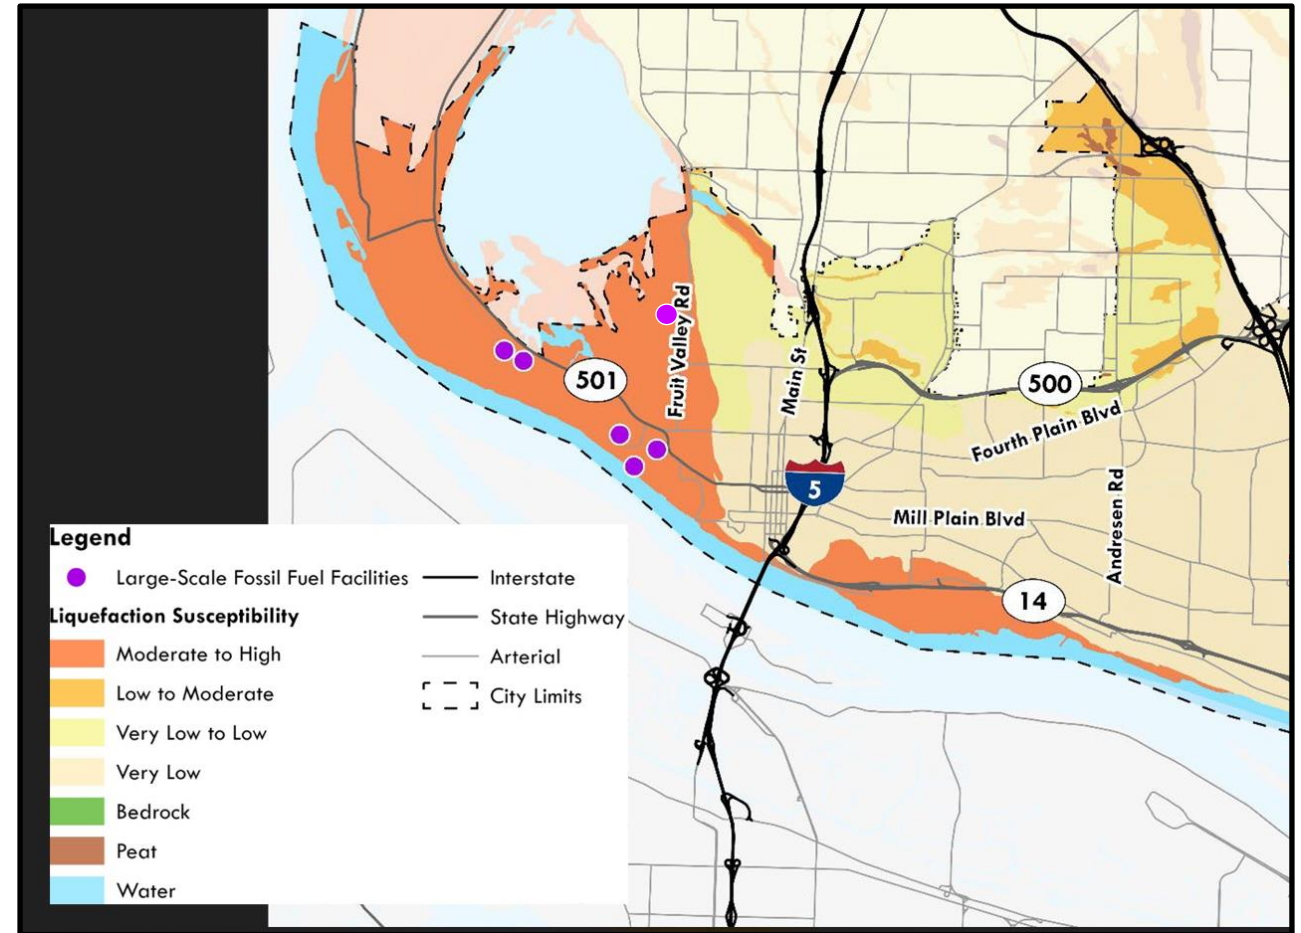 501
Fruit Valley Rd
Main St
500
Fourth Plain Blvd
5
Mill Plain Blvd
Andresen Rd
14
Legend
Large-Scale Fossil Fuel Facilities
Liquefaction Susceptibility
Moderate to High
Low to Moderate
Very Low to Low
Very Low
Bedrock
Peat
Water
Interstate
State Highway
Arterial
City Limits